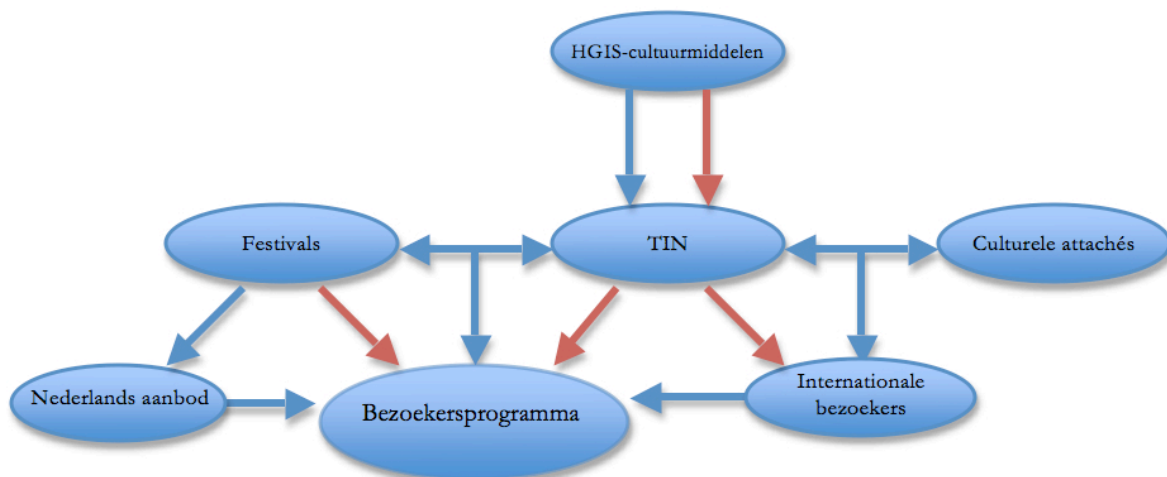 HGIS-cultuurmiddelen
Festivals
TIN
Culturele attachés
Nederlands aanbod
Bezoekersprogramma
Internationale
bezoekers